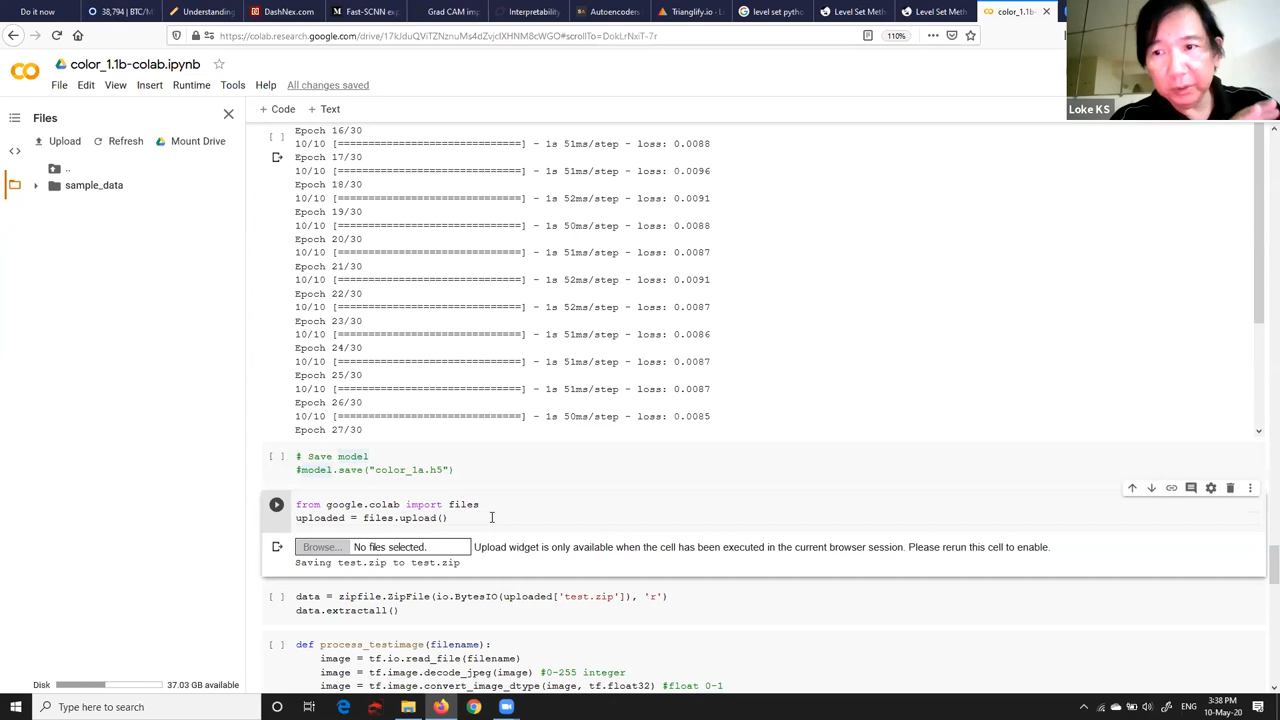 Do it now
38,794 | BTC/M
Understanding
DashNex.com
Fast-SCNN exp
Grad CAM imp
Interpretability
Autoencoders
Trianglify.io · L
level set python
Level Set Meth
Level Set Meth
color_1.1b-
https://colab.research.google.com/drive/
110%
color_1.1b-colab.ipynb
File Edit View Insert Runtime Tools Help All changes saved
Files
+ Code + Text
Loke KS
Upload Refresh Mount Drive
..
sample_data
Epoch 16/30
10/10 [==============================] - 1s 51ms/step - loss: 0.0088
Epoch 17/30
10/10 [==============================] - 1s 51ms/step - loss: 0.0096
Epoch 18/30
10/10 [==============================] - 1s 52ms/step - loss: 0.0091
Epoch 19/30
10/10 [==============================] - 1s 50ms/step - loss: 0.0088
Epoch 20/30
10/10 [==============================] - 1s 51ms/step - loss: 0.0087
Epoch 21/30
10/10 [==============================] - 1s 52ms/step - loss: 0.0091
Epoch 22/30
10/10 [==============================] - 1s 52ms/step - loss: 0.0087
Epoch 23/30
10/10 [==============================] - 1s 51ms/step - loss: 0.0086
Epoch 24/30
10/10 [==============================] - 1s 51ms/step - loss: 0.0087
Epoch 25/30
10/10 [==============================] - 1s 51ms/step - loss: 0.0087
Epoch 26/30
10/10 [==============================] - 1s 50ms/step - loss: 0.0085
Epoch 27/30
[ ] # Save model
#model.save("color_1a.h5")
from google.colab import files
uploaded = files.upload()
Browse... No files selected. Upload widget is only available when the cell has been executed in the current browser session. Please rerun this cell to enable.
Saving test.zip to test.zip
[ ] data = zipfile.ZipFile(io.BytesIO(uploaded['test.zip']), 'r')
data.extractall()
[ ] def process_testimage(filename):
image = tf.io.read_file(filename)
image = tf.image.decode_jpeg(image) #0-255 integer
image = tf.image.convert_image_dtype(image, tf.float32) #float 0-1
Disk 37.03 GB available
Type here to search
3:38 PM
10-May-20